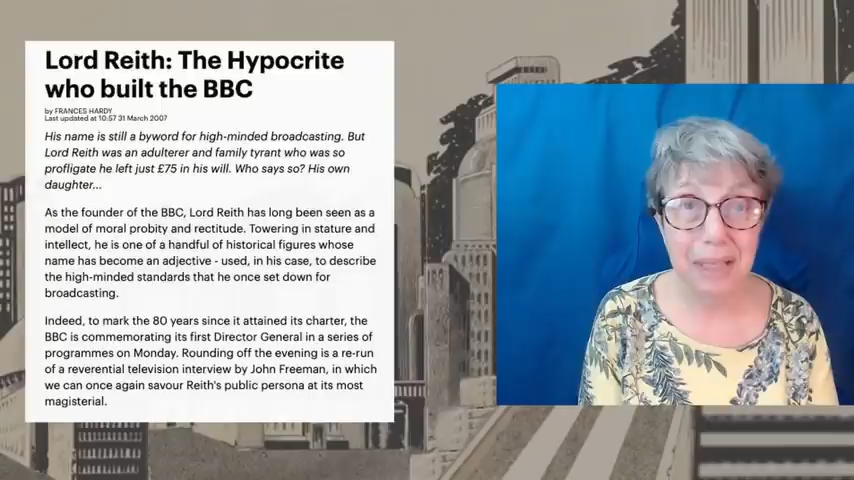 Lord Reith: The Hypocrite
who built the BBC
by FRANCES HARDY
Last updated at 10:57 31 March 2007
His name is still a byword for high-minded broadcasting. But
Lord Reith was an adulterer and family tyrant who was so
profligate he left just £75 in his will. Who says so? His own
daughter...
As the founder of the BBC, Lord Reith has long been seen as a
model of moral probity and rectitude. Towering in stature and
intellect, he is one of a handful of historical figures whose
name has become an adjective - used, in his case, to describe
the high-minded standards that he once set down for
broadcasting.
Indeed, to mark the 80 years since it attained its charter, the
BBC is commemorating its first Director General in a series of
programmes on Monday. Rounding off the evening is a re-run
of a reverential television interview by John Freeman, in which
we can once again savour Reith's public persona at its most
magisterial.